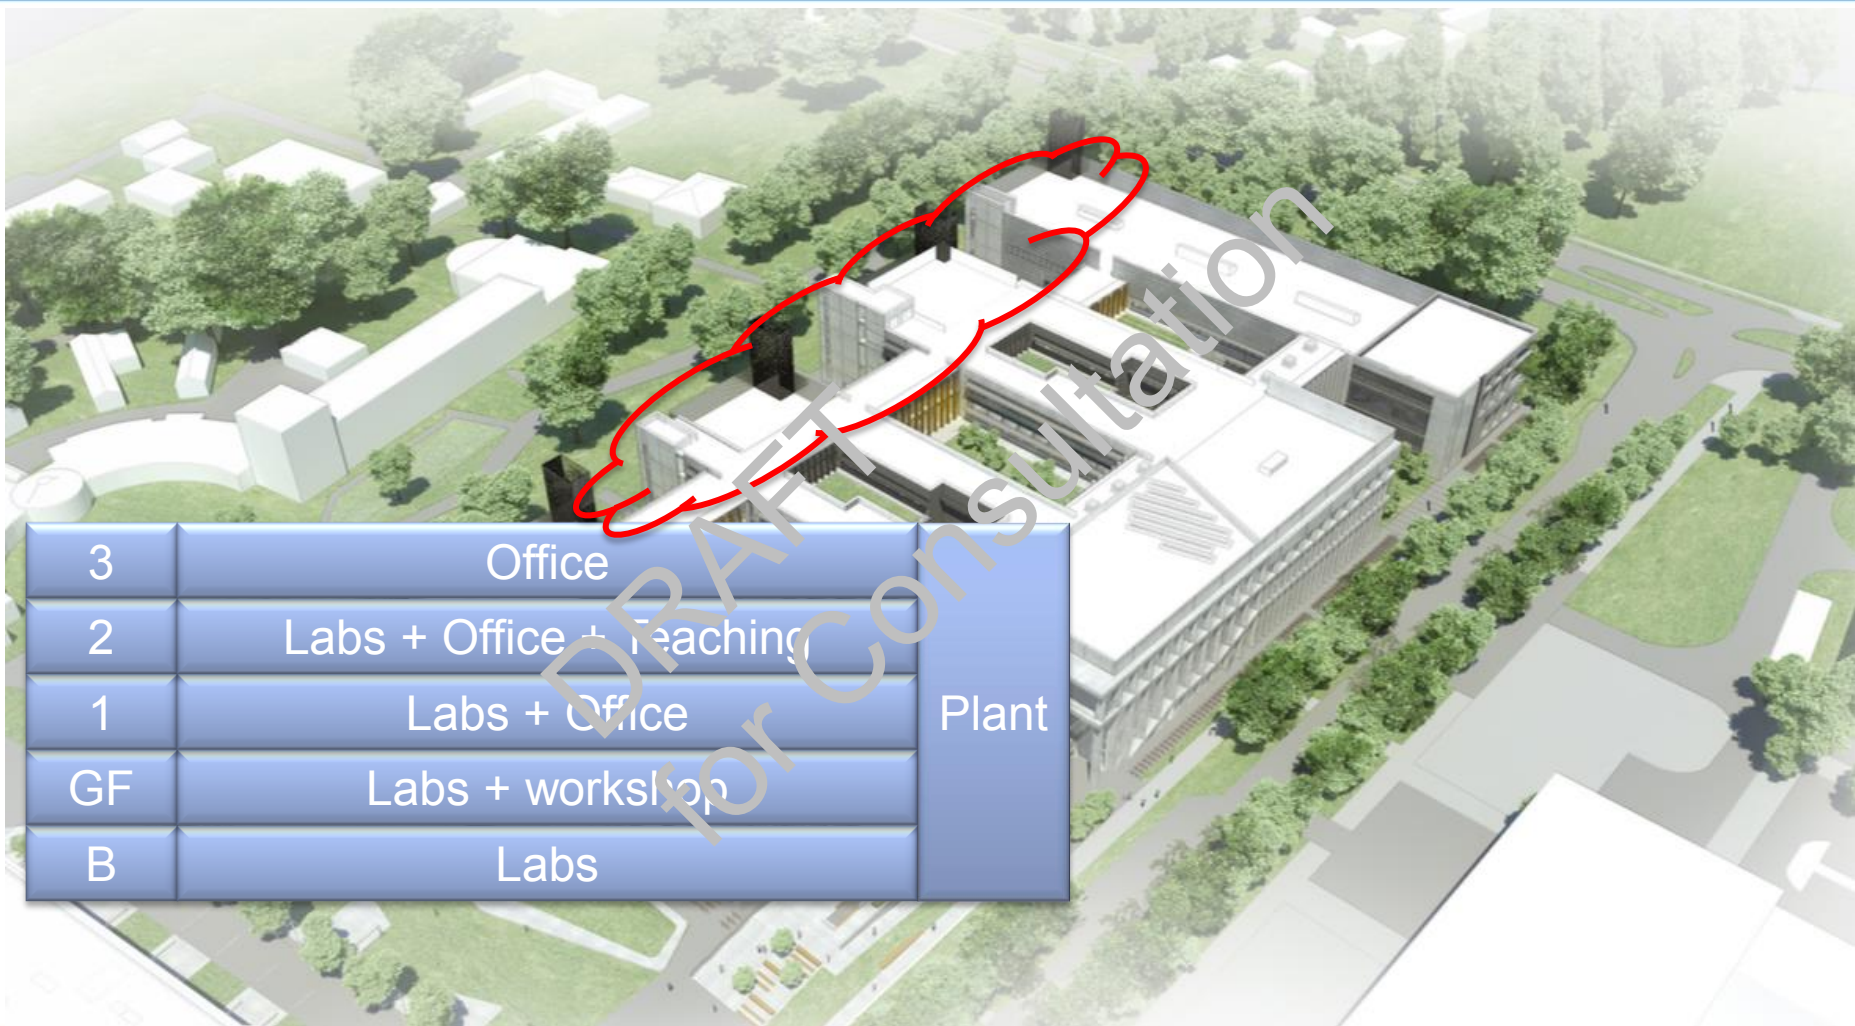 3 Office
2 Labs + Office + Teaching
1 Labs + Office
Plant
GF Labs + workshop
B Labs
DRAFT
for Consultation